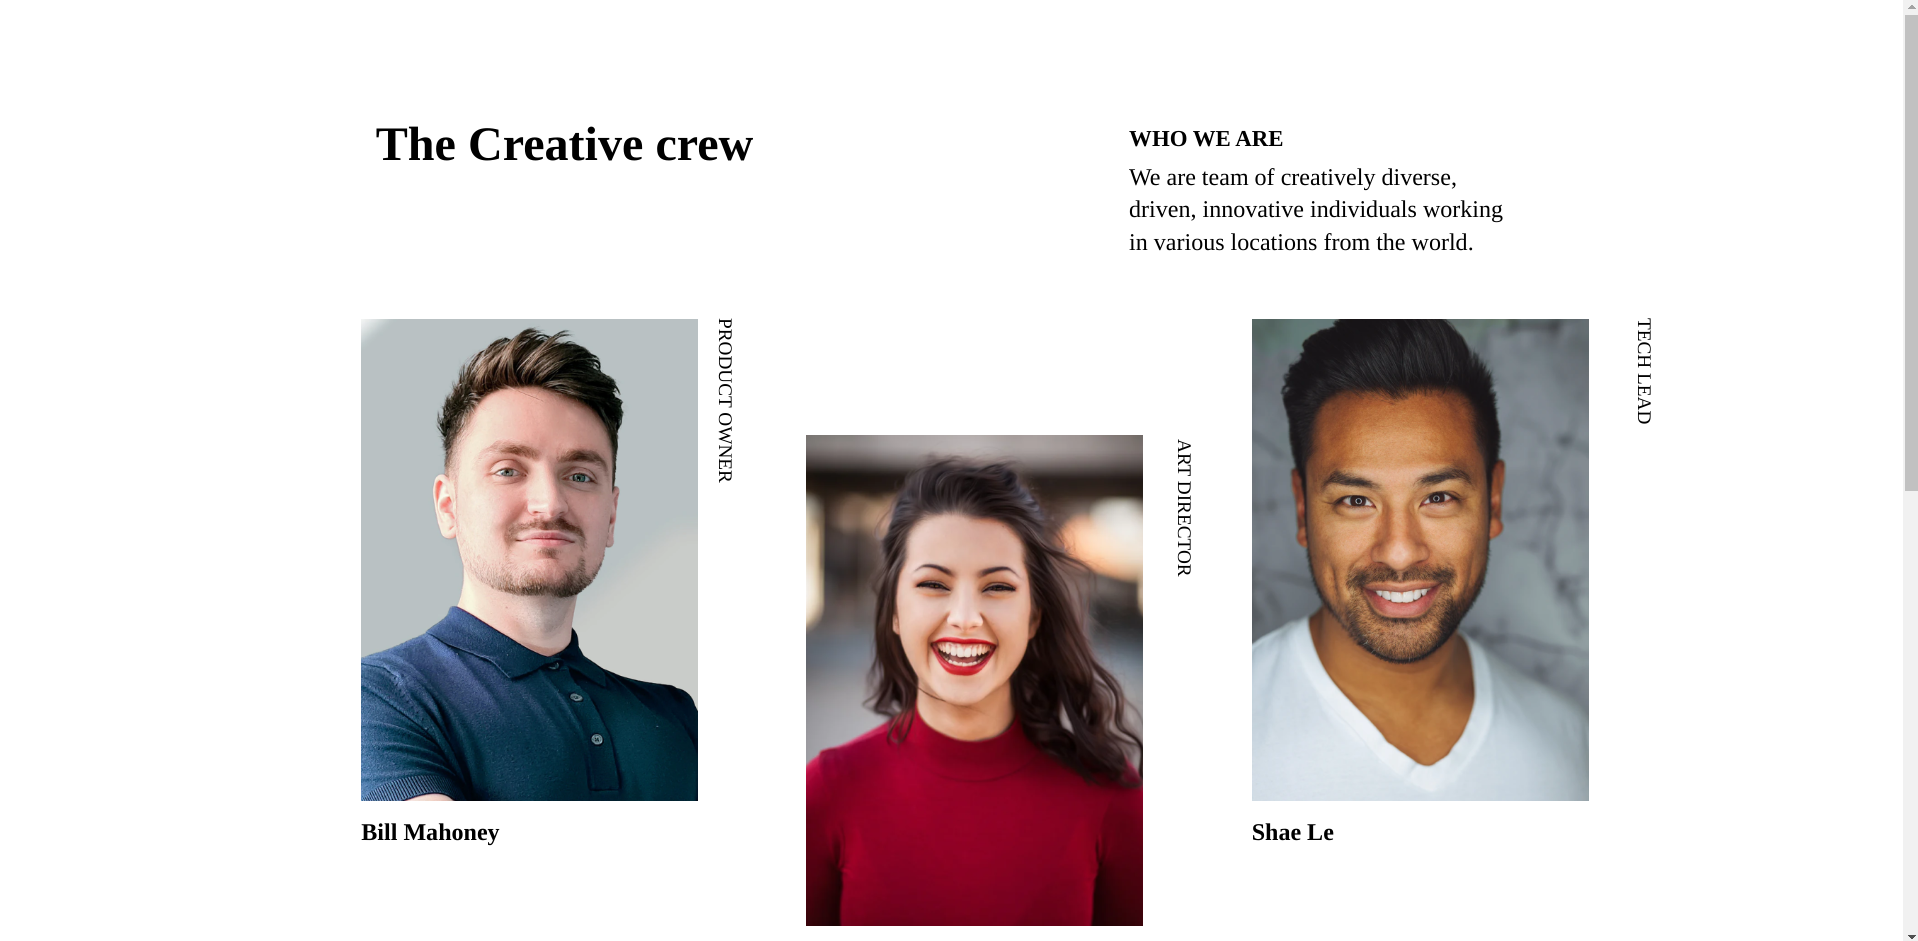 The Creative crew
WHO WE ARE
We are team of creatively diverse,
driven, innovative individuals working
in various locations from the world.
PRODUCT OWNER
Bill Mahoney
ART DIRECTOR
TECH LEAD
Shae Le